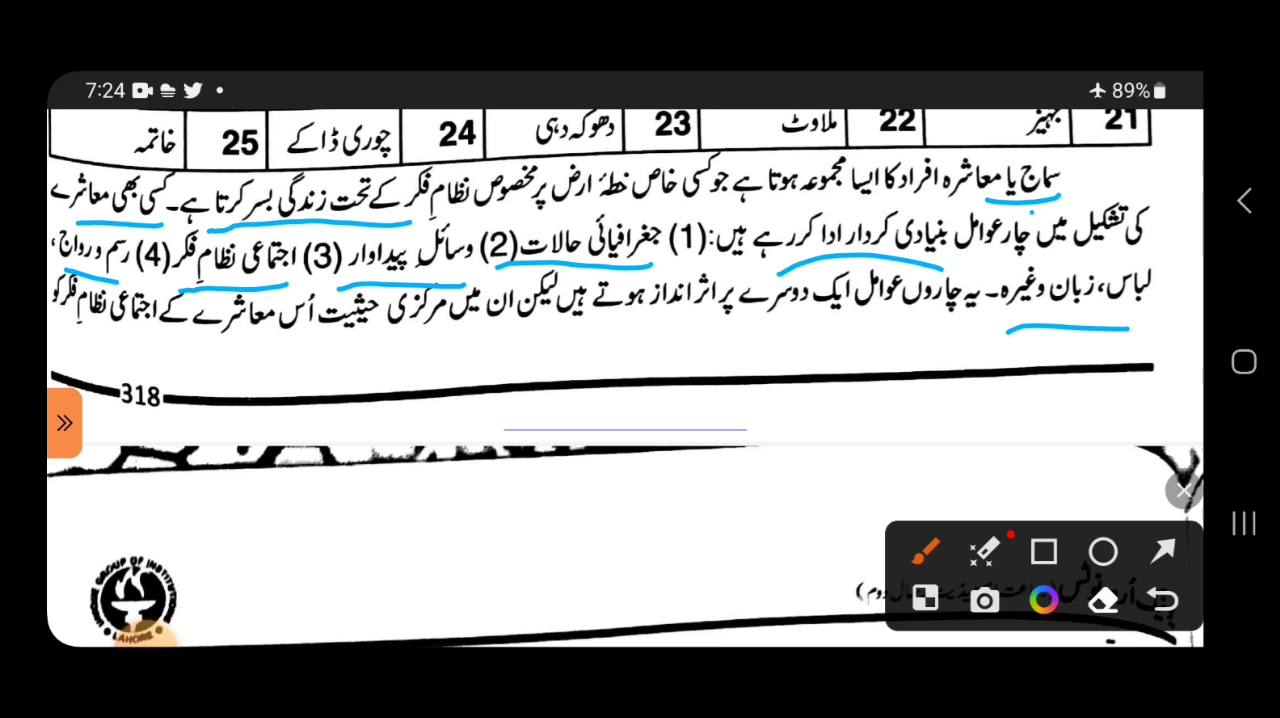 7:24
89%
21 جہیز 22 ملاوٹ 23 دھوکہ دہی 24 چوری ڈاکے 25 خاتمہ
سماج یا معاشرہ افراد کا ایسا مجموعہ ہوتا ہے جو کسی خاص خطۂ ارض پر مخصوص نظامِ فکر کے تحت زندگی بسر کرتا ہے۔ کسی بھی معاشرے
کی تشکیل میں چار عوامل بنیادی کردار ادا کررہے ہیں: (1) جغرافیائی حالات (2) وسائلِ پیداوار (3) اجتماعی نظامِ فکر (4) رسم و رواج،
لباس، زبان وغیرہ۔ یہ چاروں عوامل ایک دوسرے پر اثر انداز ہوتے ہیں لیکن ان میں مرکزی حیثیت اُس معاشرے کے اجتماعی نظامِ فکر کو
318
GROUP OF INSTITUT
LAHORE